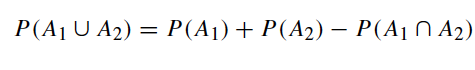 P(A₁ ∪ A₂) = P(A₁) + P(A₂) − P(A₁ ∩ A₂)